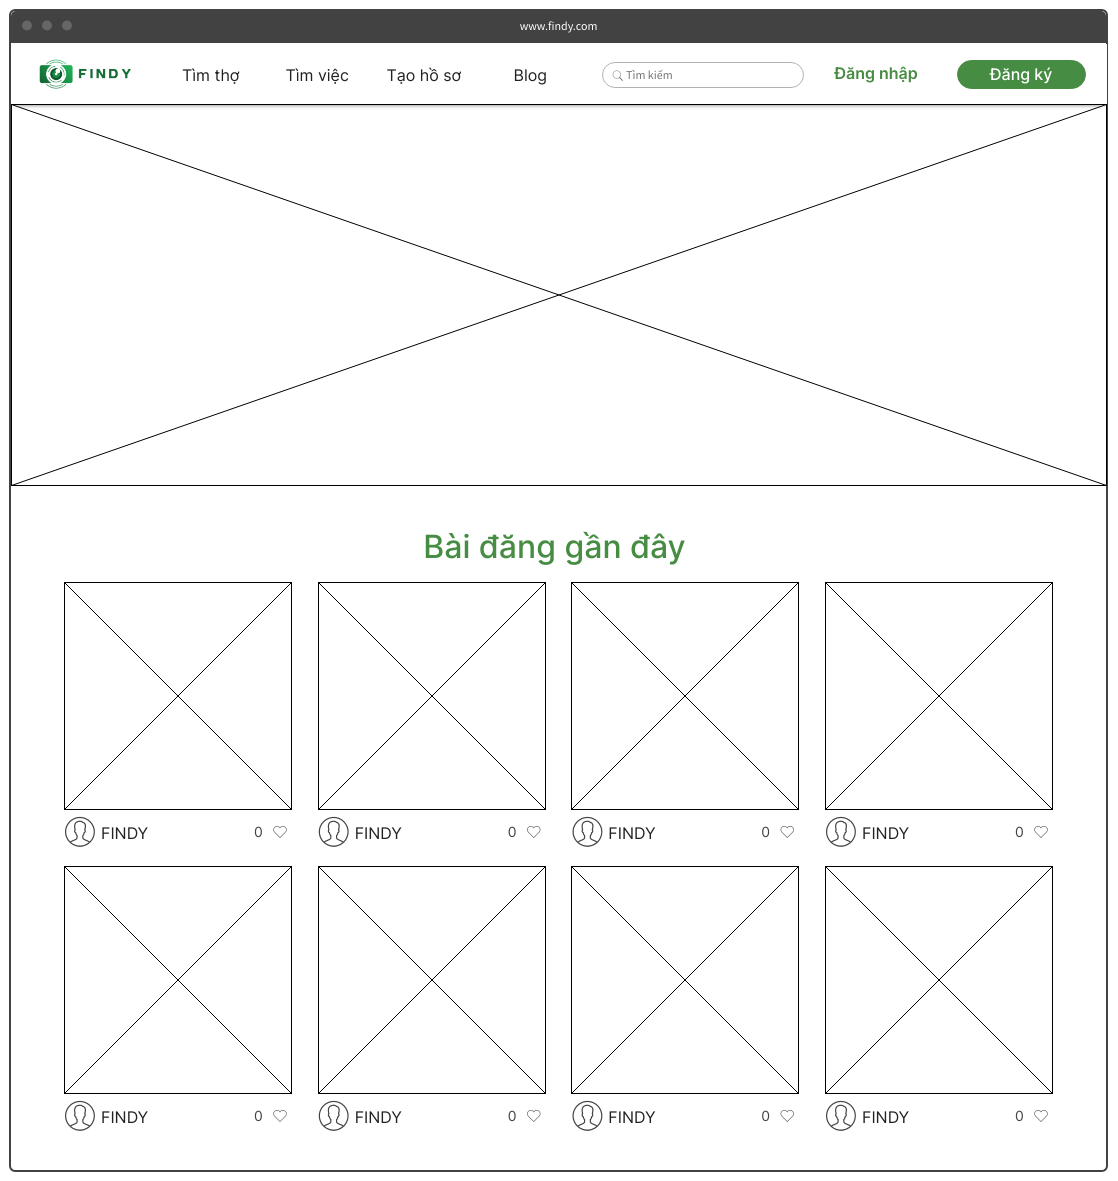 www.findy.com
FINDY
Tìm thợ
Tìm việc
Tạo hồ sơ
Blog
Tìm kiếm
Đăng nhập
Đăng ký
Bài đăng gần đây
FINDY 0
FINDY 0
FINDY 0
FINDY 0
FINDY 0
FINDY 0
FINDY 0
FINDY 0